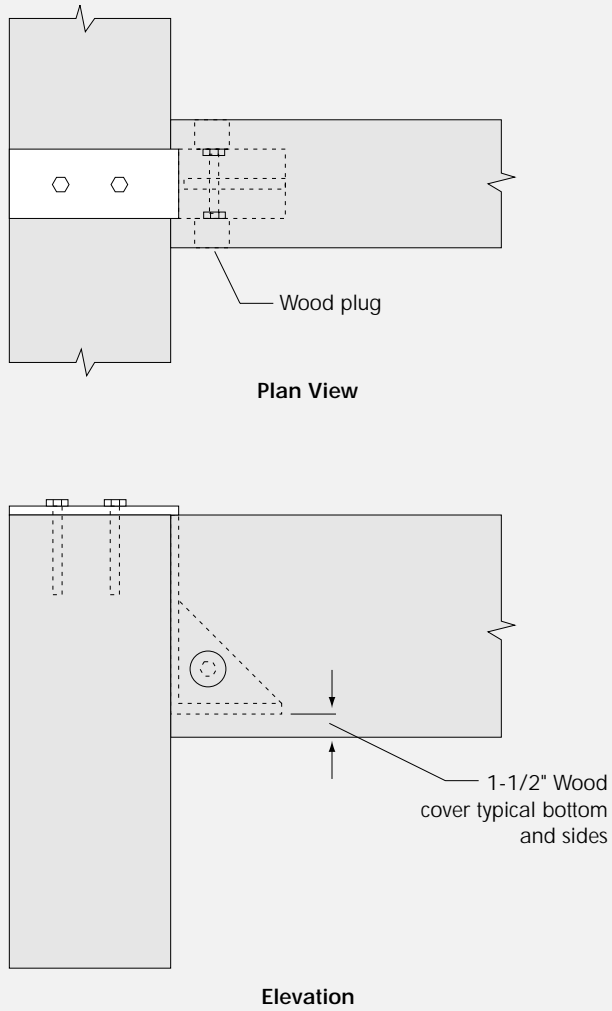 Wood plug
Plan View
1-1/2" Wood
cover typical bottom
and sides
Elevation